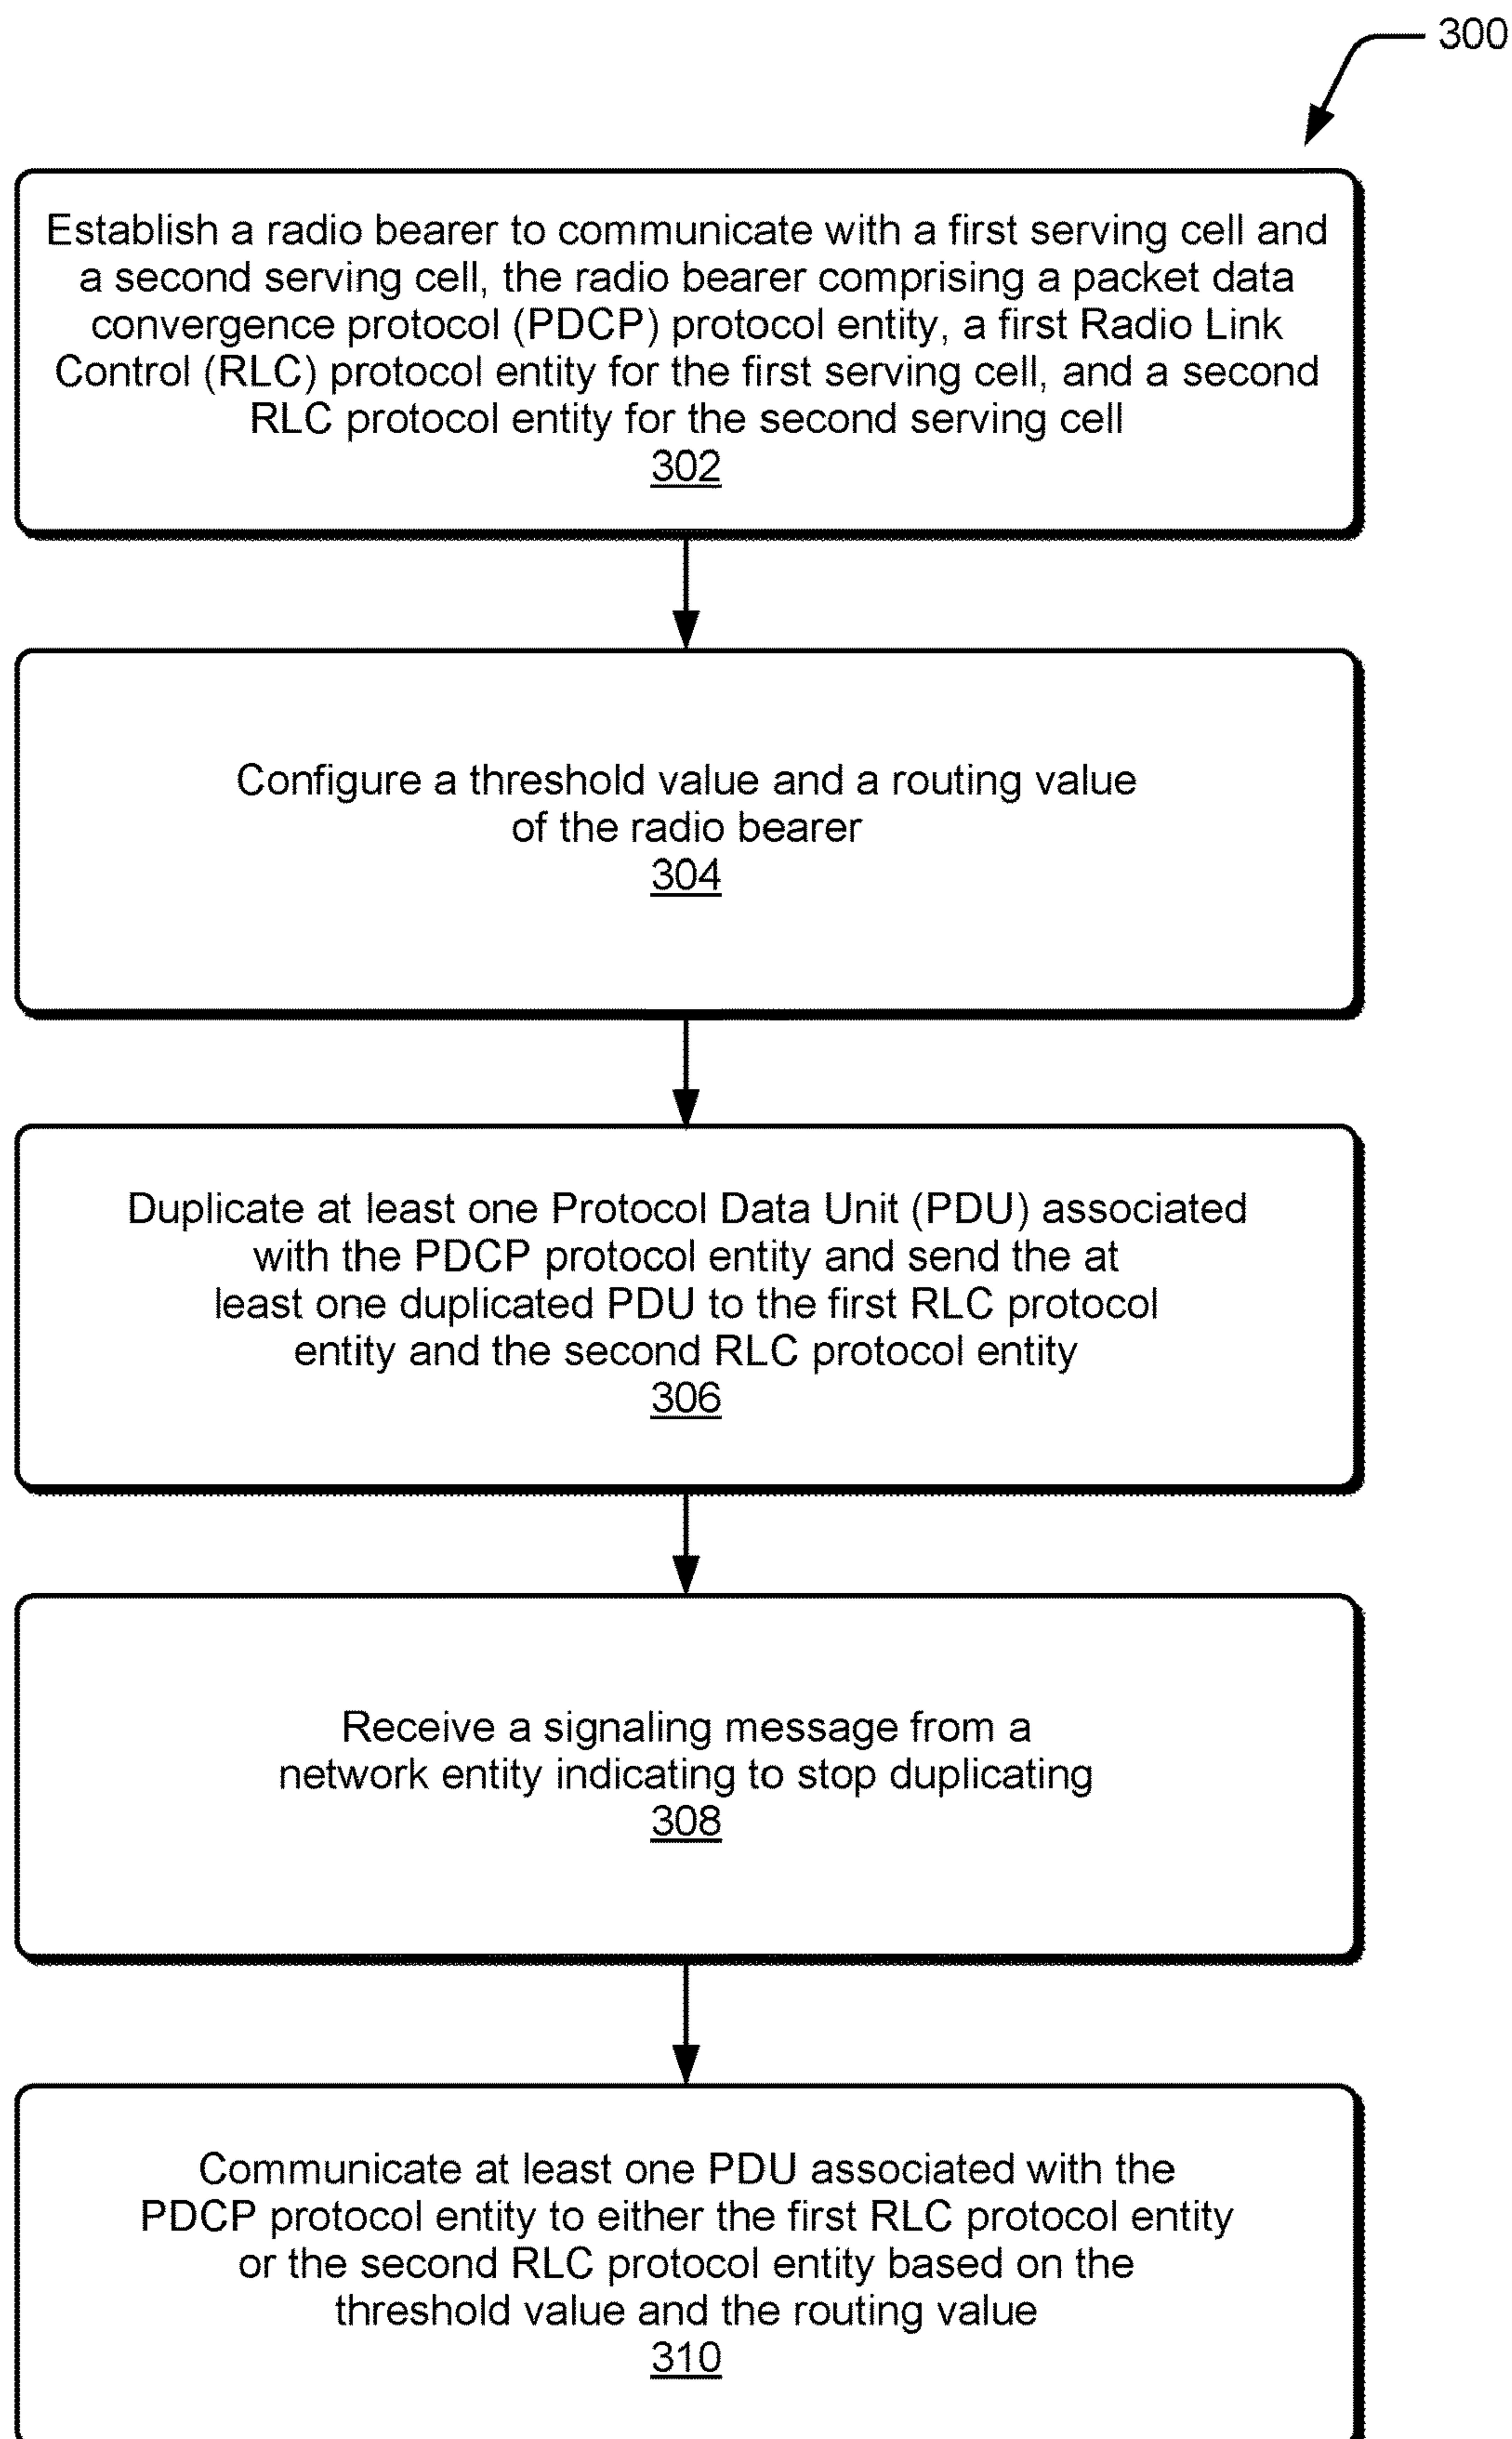 300
Establish a radio bearer to communicate with a first serving cell and
a second serving cell, the radio bearer comprising a packet data
convergence protocol (PDCP) protocol entity, a first Radio Link
Control (RLC) protocol entity for the first serving cell, and a second
RLC protocol entity for the second serving cell
302
Configure a threshold value and a routing value
of the radio bearer
304
Duplicate at least one Protocol Data Unit (PDU) associated
with the PDCP protocol entity and send the at
least one duplicated PDU to the first RLC protocol
entity and the second RLC protocol entity
306
Receive a signaling message from a
network entity indicating to stop duplicating
308
Communicate at least one PDU associated with the
PDCP protocol entity to either the first RLC protocol entity
or the second RLC protocol entity based on the
threshold value and the routing value
310